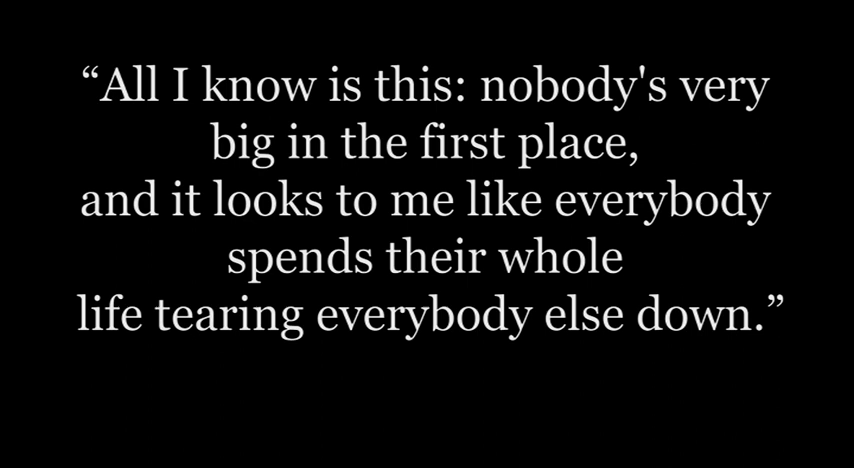 “All I know is this: nobody's very
big in the first place,
and it looks to me like everybody
spends their whole
life tearing everybody else down.”